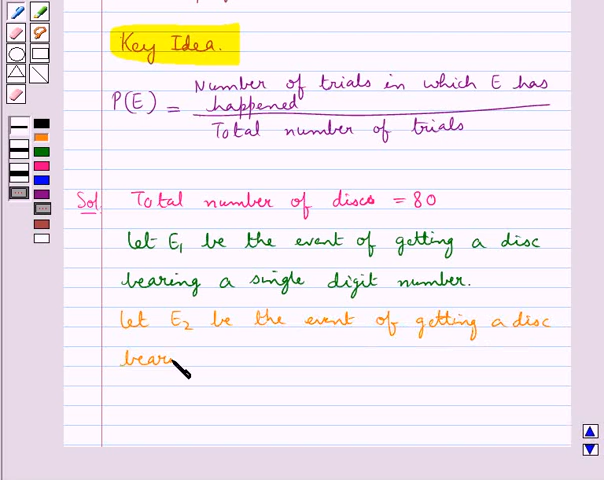 Key Idea.
Number of trials in which E has
P(E) = happened
Total number of trials
Sol. Total number of discs = 80
Let E₁ be the event of getting a disc
bearing a single digit number.
Let E₂ be the event of getting a disc
bear